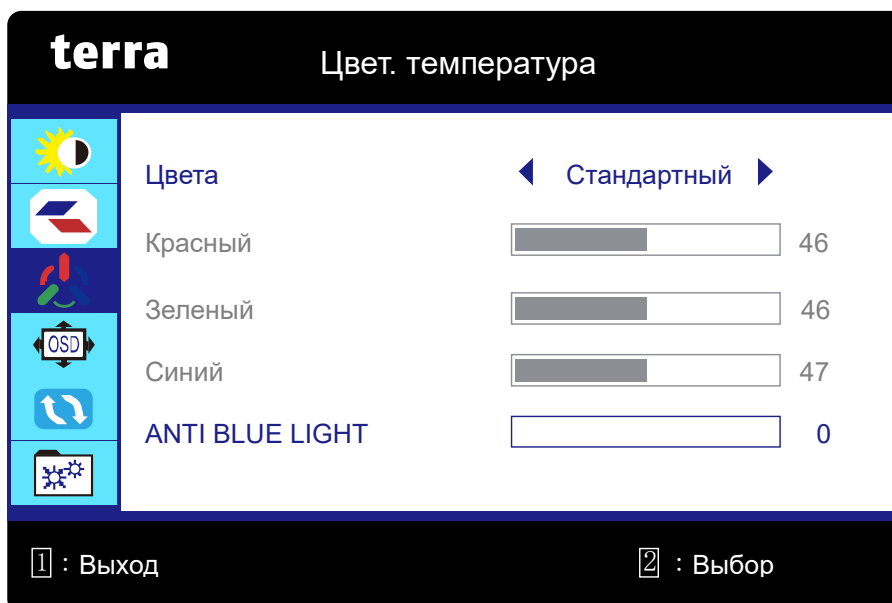 terra
Цвет. температура
Цвета Стандартный
Красный 46
Зеленый 46
OSD
Синий 47
ANTI BLUE LIGHT 0
1 : Выход 2 : Выбор